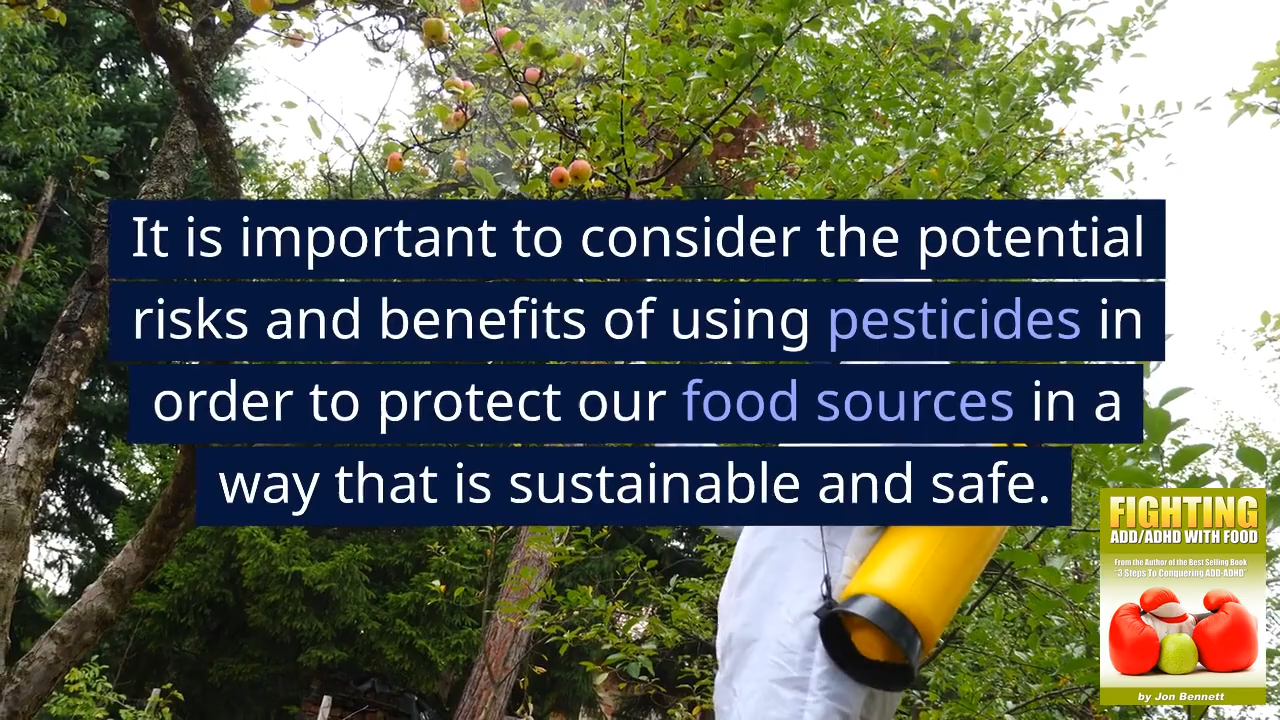 It is important to consider the potential
risks and benefits of using pesticides in
order to protect our food sources in a
way that is sustainable and safe.
FIGHTING
ADD/ADHD WITH FOOD
From the Author of the Best Selling Book
"3 Steps To Conquering ADD-ADHD"
by Jon Bennett